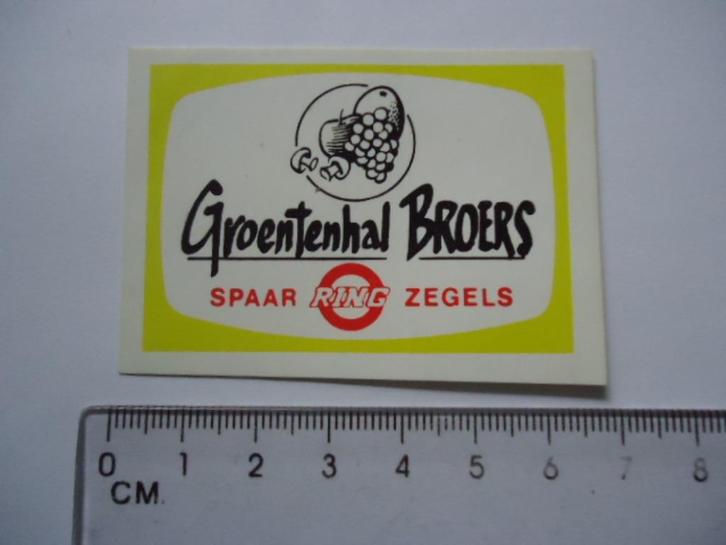 Groentenhal BROERS
SPAAR RING ZEGELS
0 1 2 3 4 5 6 7 8
CM